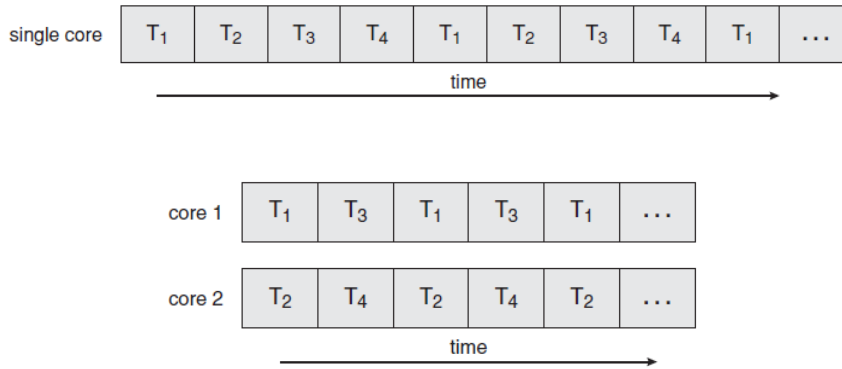 single core T₁ T₂ T₃ T₄ T₁ T₂ T₃ T₄ T₁ ...
time
core 1 T₁ T₃ T₁ T₃ T₁ ...
core 2 T₂ T₄ T₂ T₄ T₂ ...
time